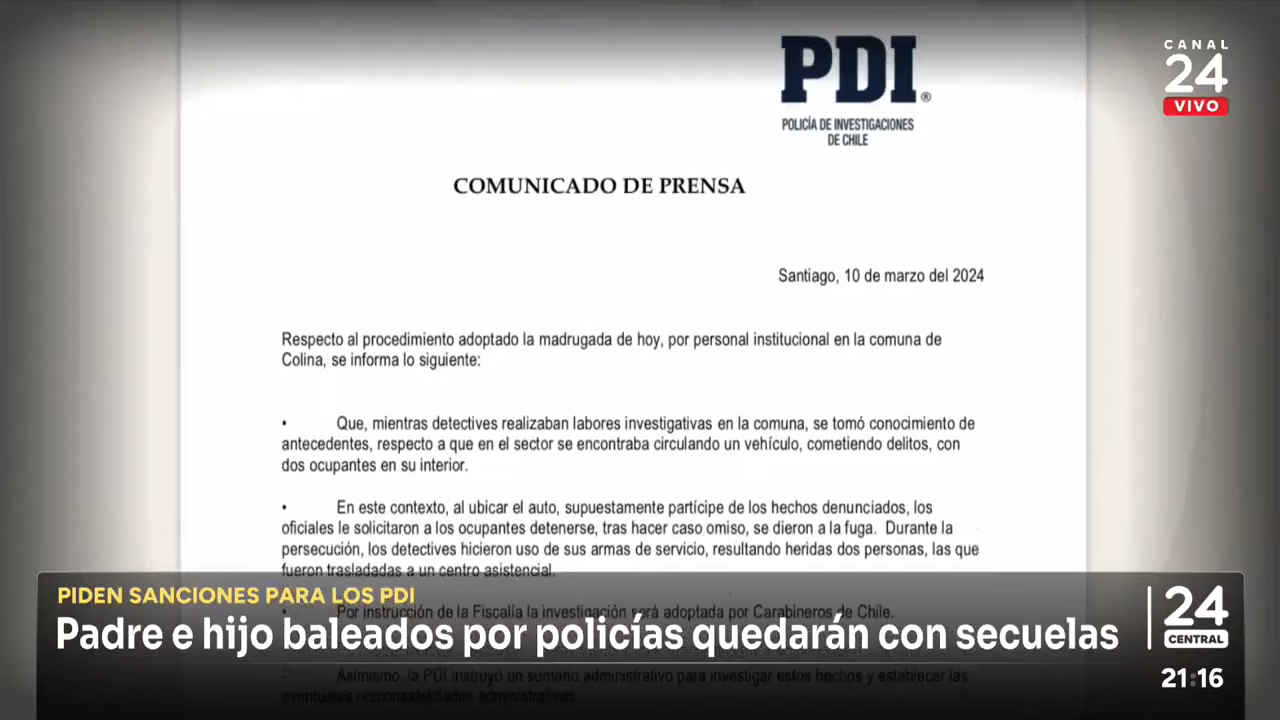 PDI®
POLICÍA DE INVESTIGACIONES
DE CHILE
CANAL
24
VIVO
COMUNICADO DE PRENSA
Santiago, 10 de marzo del 2024
Respecto al procedimiento adoptado la madrugada de hoy, por personal institucional en la comuna de
Colina, se informa lo siguiente:
• Que, mientras detectives realizaban labores investigativas en la comuna, se tomó conocimiento de
antecedentes, respecto a que en el sector se encontraba circulando un vehículo, cometiendo delitos, con
dos ocupantes en su interior.
• En este contexto, al ubicar el auto, supuestamente partícipe de los hechos denunciados, los
oficiales le solicitaron a los ocupantes detenerse, tras hacer caso omiso, se dieron a la fuga. Durante la
persecución, los detectives hicieron uso de sus armas de servicio, resultando heridas dos personas, las que
fueron trasladadas a un centro asistencial.
• Por instrucción de la Fiscalía la investigación será adoptada por Carabineros de Chile.
Asimismo, la PDI instruyó un sumario administrativo para investigar estos hechos y establecer las
eventuales responsabilidades administrativas.
PIDEN SANCIONES PARA LOS PDI
Padre e hijo baleados por policías quedarán con secuelas
24
CENTRAL
21:16